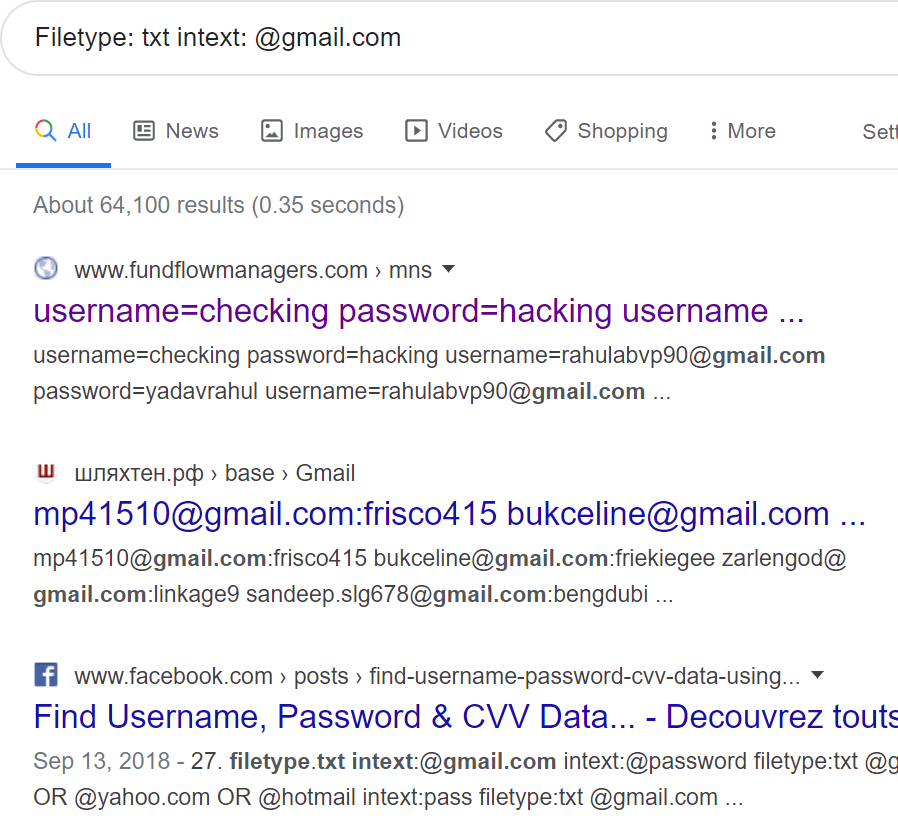 Filetype: txt intext: @gmail.com
All News Images Videos Shopping More Sett
About 64,100 results (0.35 seconds)
www.fundflowmanagers.com › mns
username=checking password=hacking username ...
username=checking password=hacking username=rahulabvp90@gmail.com
password=yadavrahul username=rahulabvp90@gmail.com ...
шляхтен.рф › base › Gmail
mp41510@gmail.com:frisco415 bukceline@gmail.com ...
mp41510@gmail.com:frisco415 bukceline@gmail.com:friekiegee zarlengod@
gmail.com:linkage9 sandeep.slg678@gmail.com:bengdubi ...
www.facebook.com › posts › find-username-password-cvv-data-using...
Find Username, Password & CVV Data... - Decouvrez touts
Sep 13, 2018 - 27. filetype.txt intext:@gmail.com intext:@password filetype:txt @g
OR @yahoo.com OR @hotmail intext:pass filetype:txt @gmail.com ...